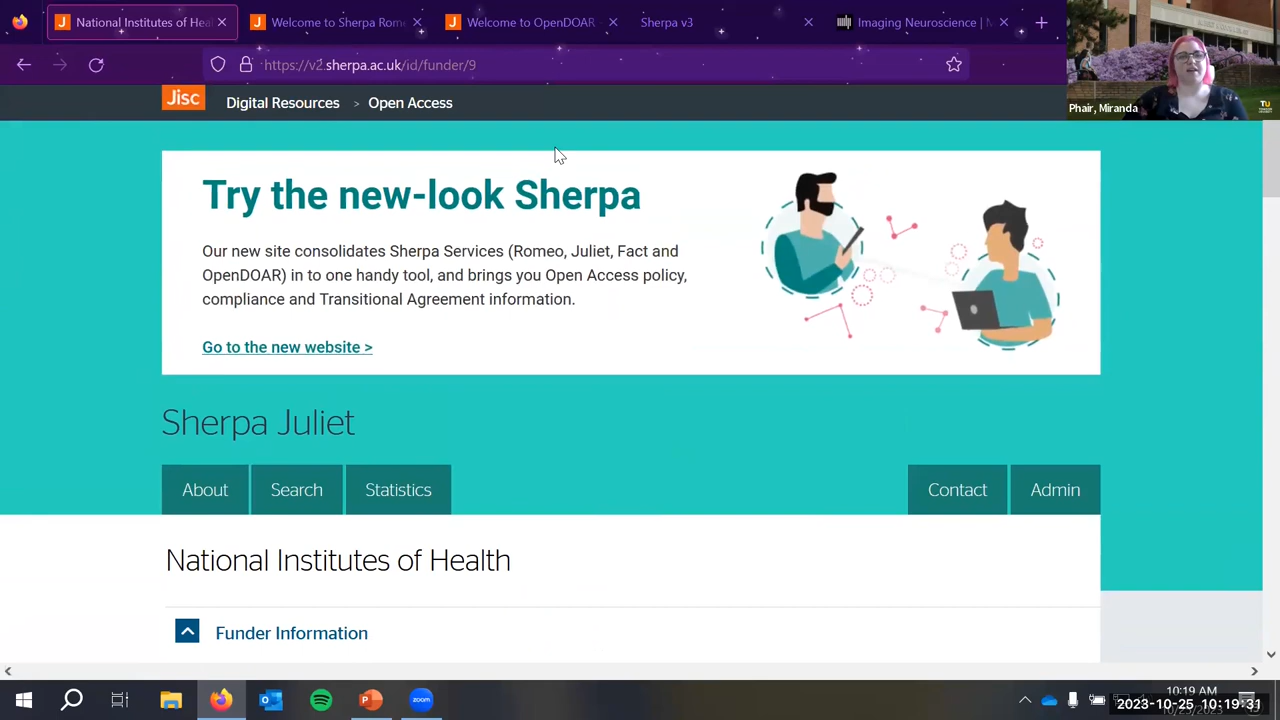 National Institutes of Heal
Welcome to Sherpa Rome
Welcome to OpenDOAR -
Sherpa v3
Imaging Neuroscience | M
https://v2.sherpa.ac.uk/id/funder/9
Phair, Miranda
TU
Jisc
Digital Resources > Open Access
Try the new-look Sherpa
Our new site consolidates Sherpa Services (Romeo, Juliet, Fact and
OpenDOAR) in to one handy tool, and brings you Open Access policy,
compliance and Transitional Agreement information.
Go to the new website >
Sherpa Juliet
About
Search
Statistics
Contact
Admin
National Institutes of Health
Funder Information
zoom
10:19 AM
2023-10-25 10:19:31